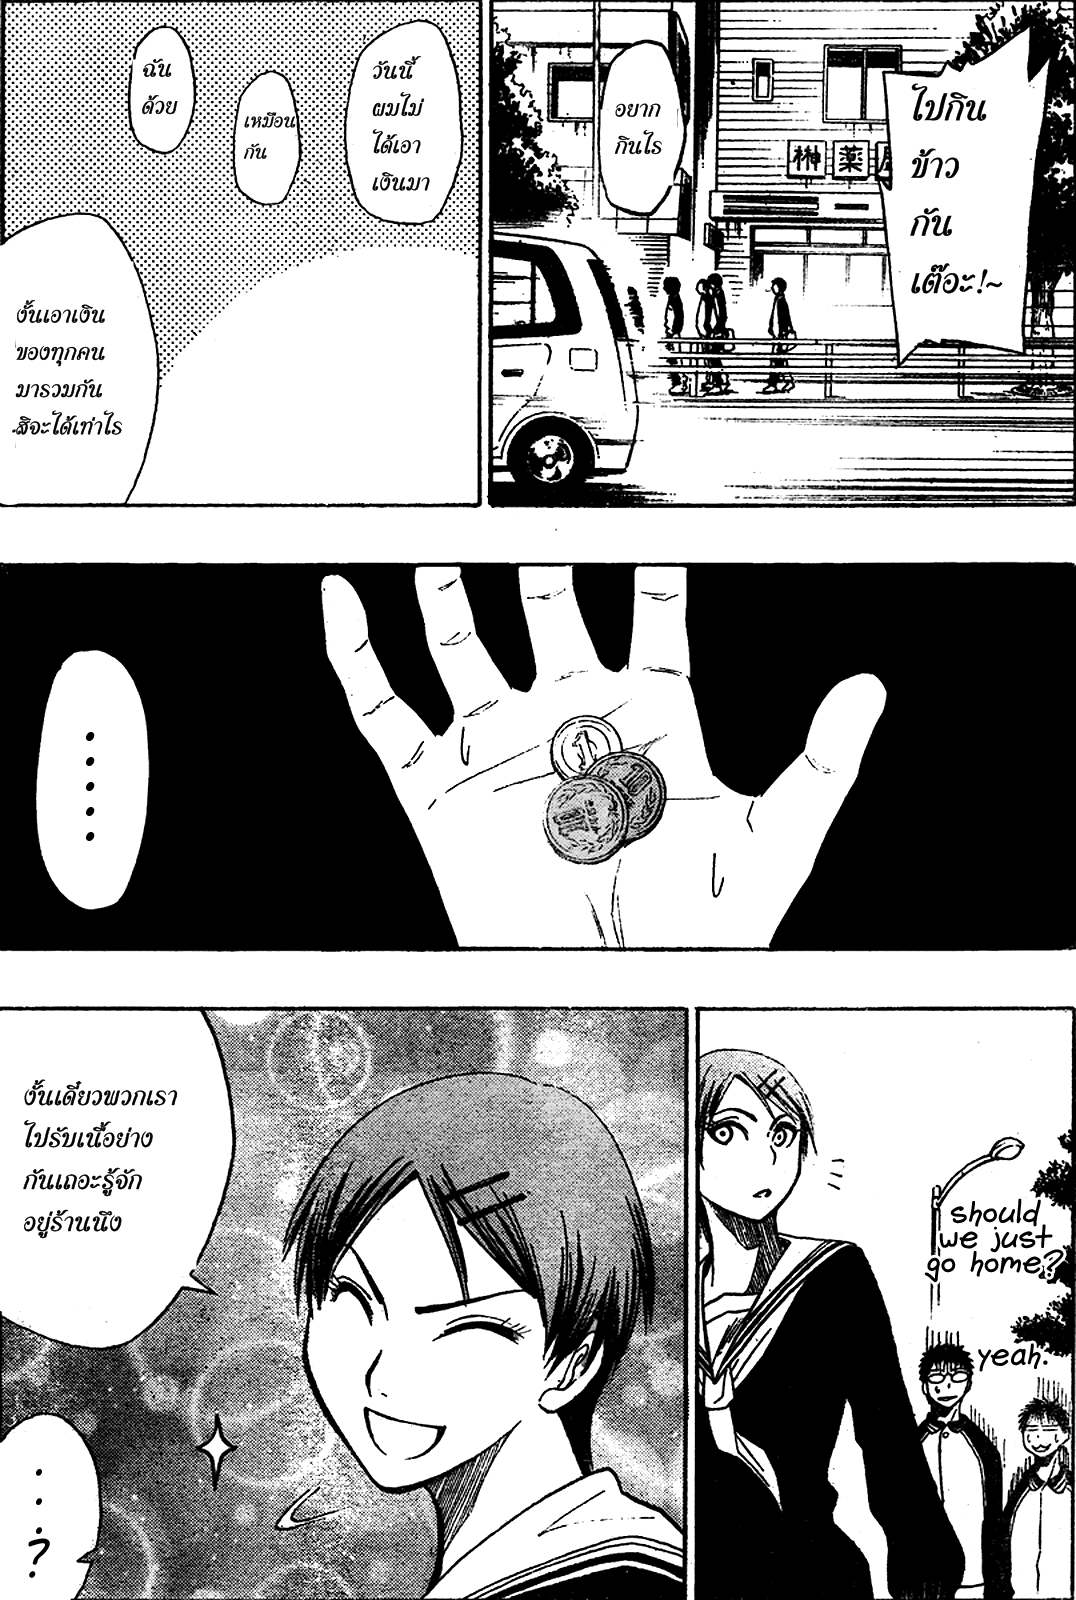 ไปกิน
ข้าว
กัน
เต๊อะ!~
อยาก
กินไร
榊薬
วันนี้
ผมไม่
ได้เอา
เงินมา
เหมือน
กัน
ฉัน
ด้วย
งั้นเอาเงิน
ของทุกคน
มารวมกัน
สิจะได้เท่าไร
1
10
10
.....
should
we just
go home?
yeah.
งั้นเดี๋ยวพวกเรา
ไปรับเนื้อย่าง
กันเถอะรู้จัก
อยู่ร้านนึง
...?